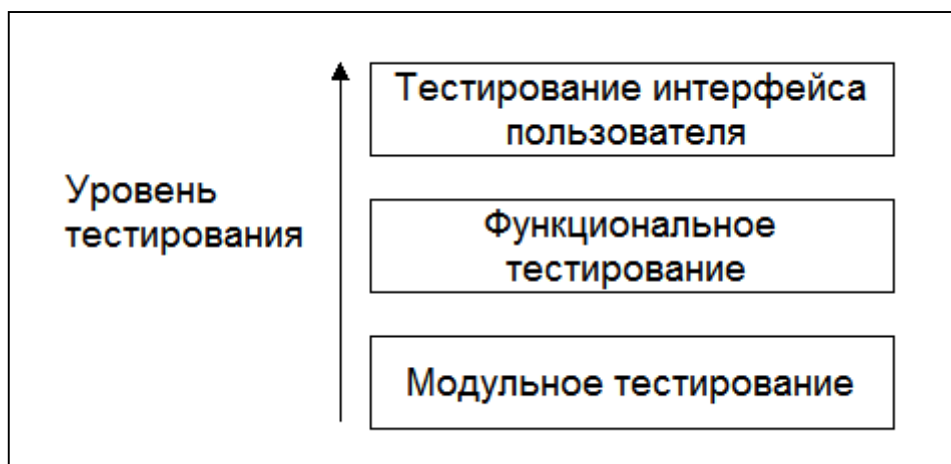 Тестирование интерфейса
пользователя
Уровень
тестирования
Функциональное
тестирование
Модульное тестирование